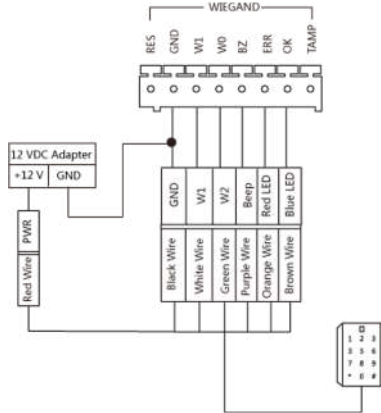 WIEGAND
RES GND W1 W0 BZ ERR OK TAMP
12 VDC Adapter
+12 V GND
GND W1 W2 Beep Red LED Blue LED
PWR
Red Wire
Black Wire White Wire Green Wire Purple Wire Orange Wire Brown Wire
1 2 3
3 5 6
7 8 9
* 0 #